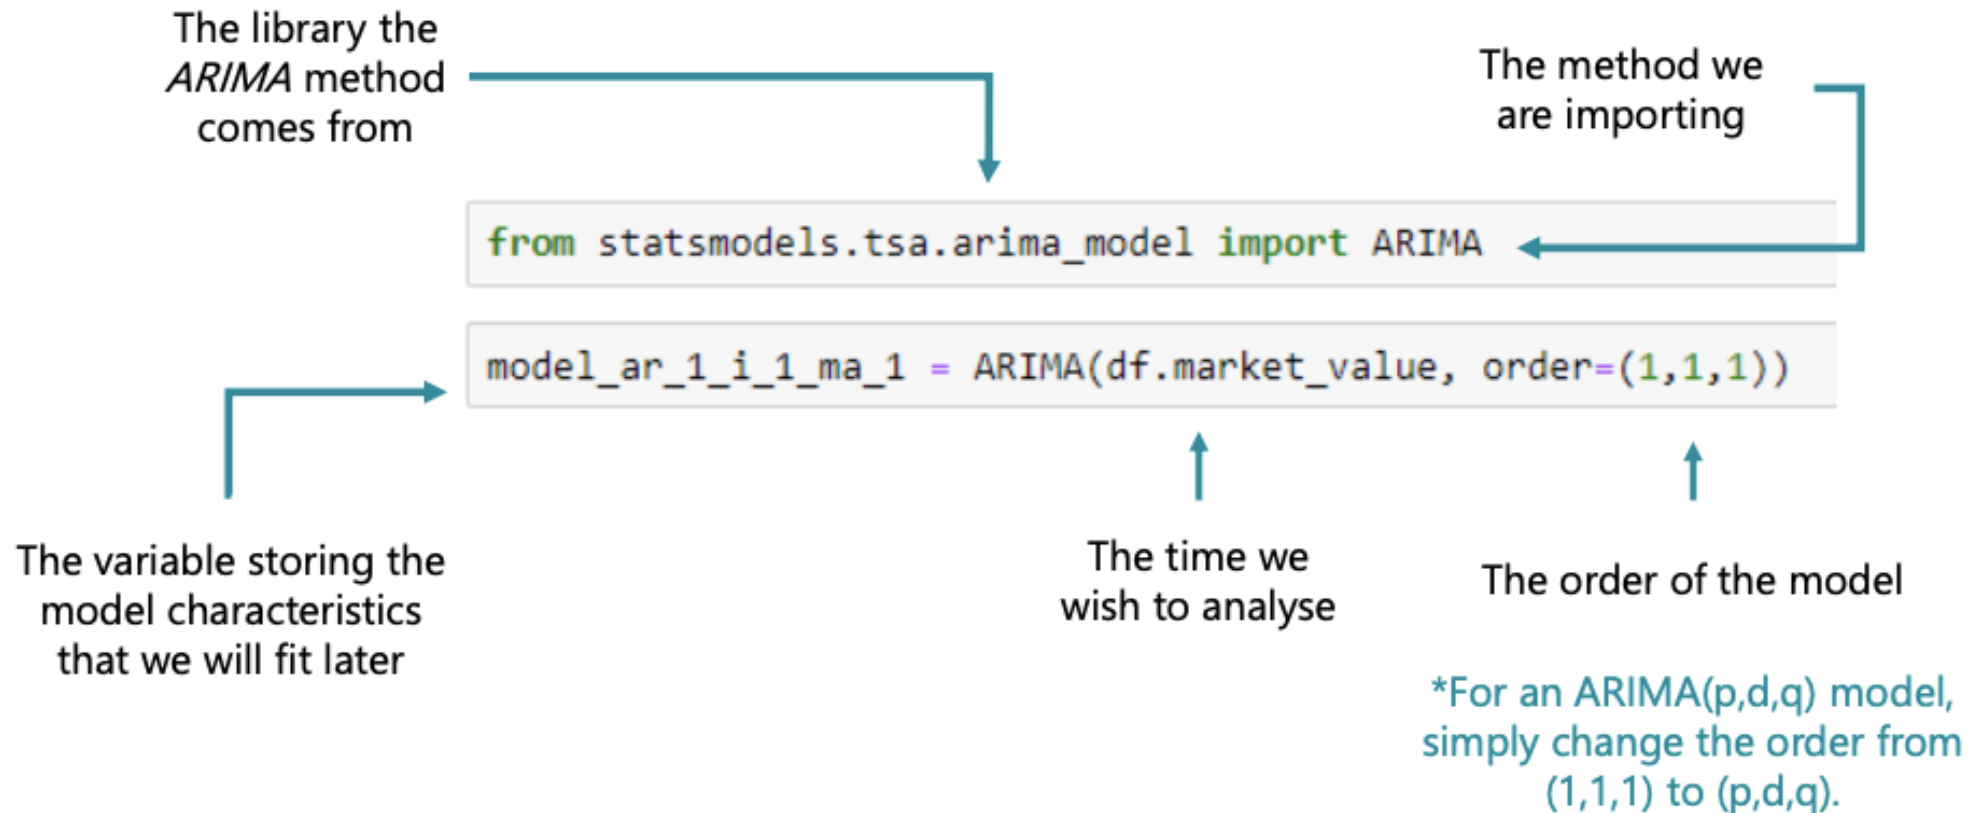 The library the
ARIMA method
comes from
The method we
are importing
from statsmodels.tsa.arima_model import ARIMA
model_ar_1_i_1_ma_1 = ARIMA(df.market_value, order=(1,1,1))
The variable storing the
model characteristics
that we will fit later
The time we
wish to analyse
The order of the model
*For an ARIMA(p,d,q) model,
simply change the order from
(1,1,1) to (p,d,q).